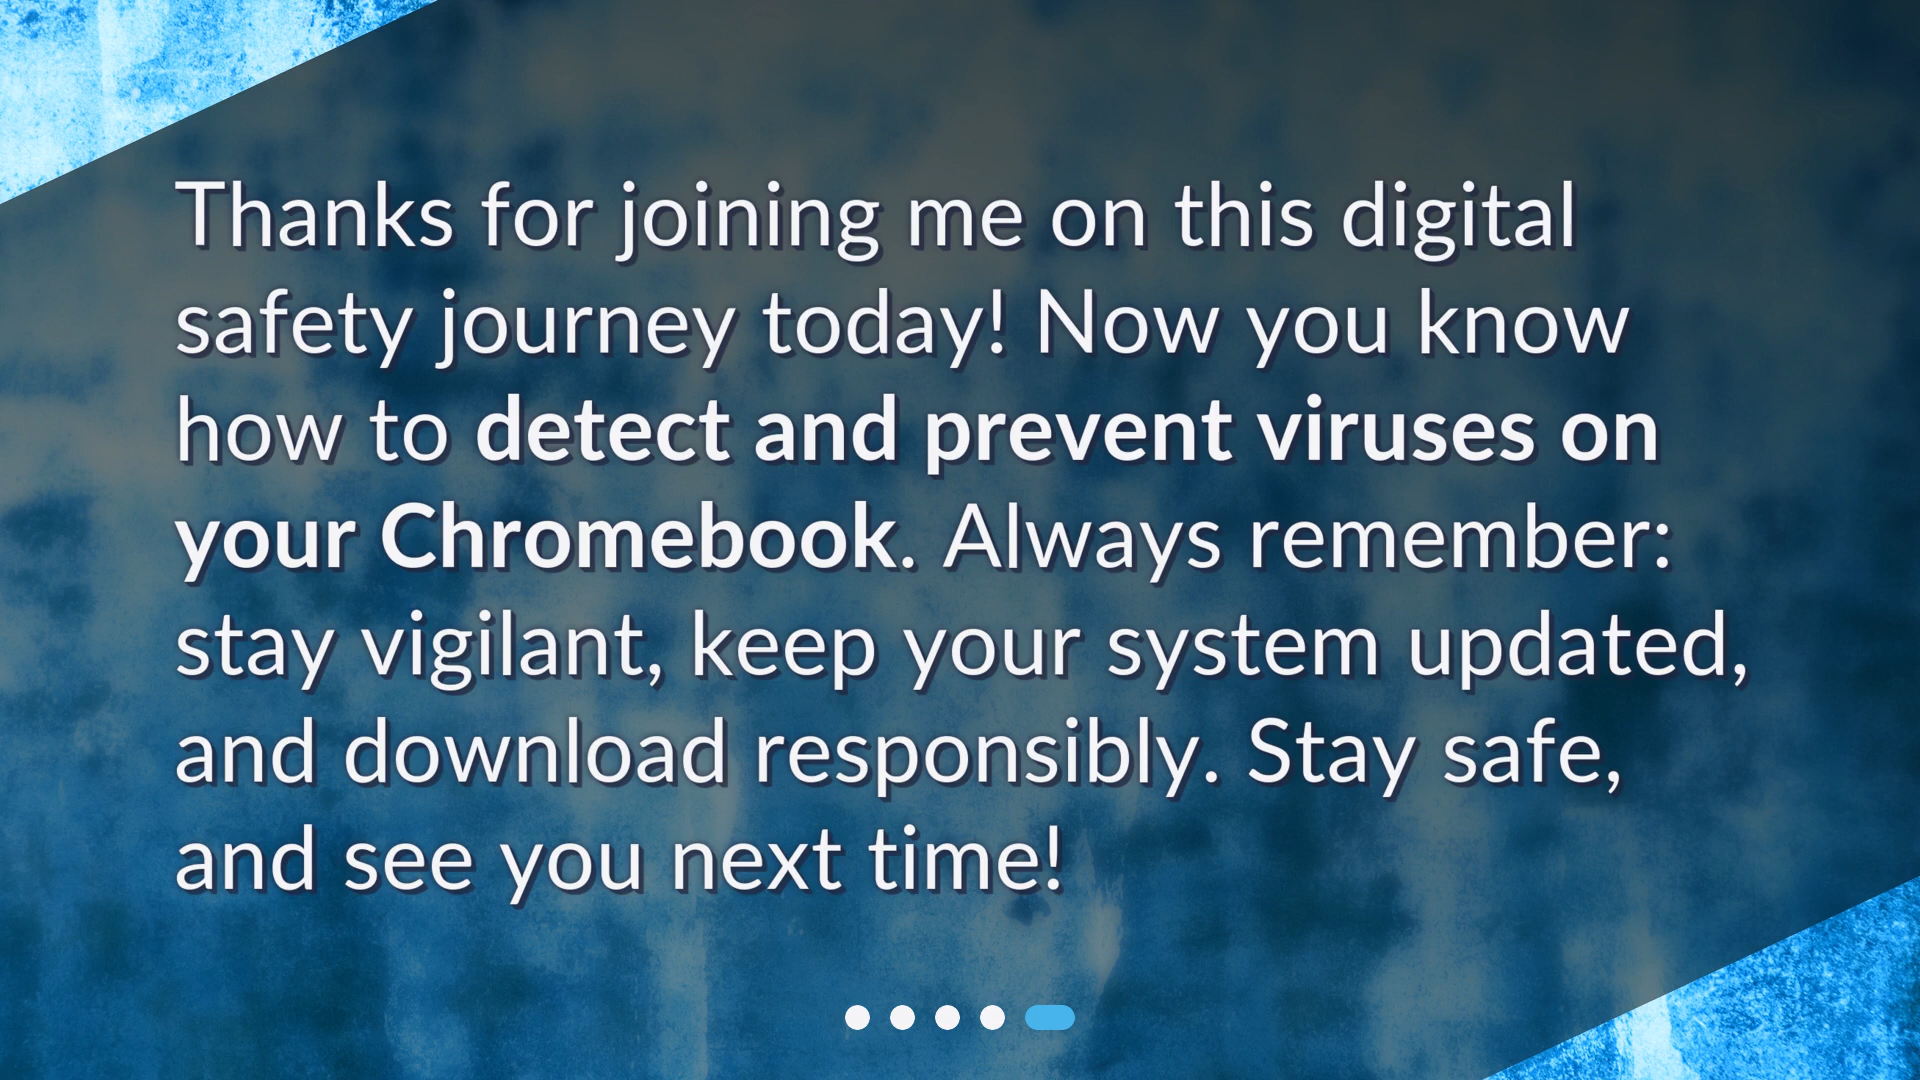 Thanks for joining me on this digital
safety journey today! Now you know
how to detect and prevent viruses on
your Chromebook. Always remember:
stay vigilant, keep your system updated,
and download responsibly. Stay safe,
and see you next time!